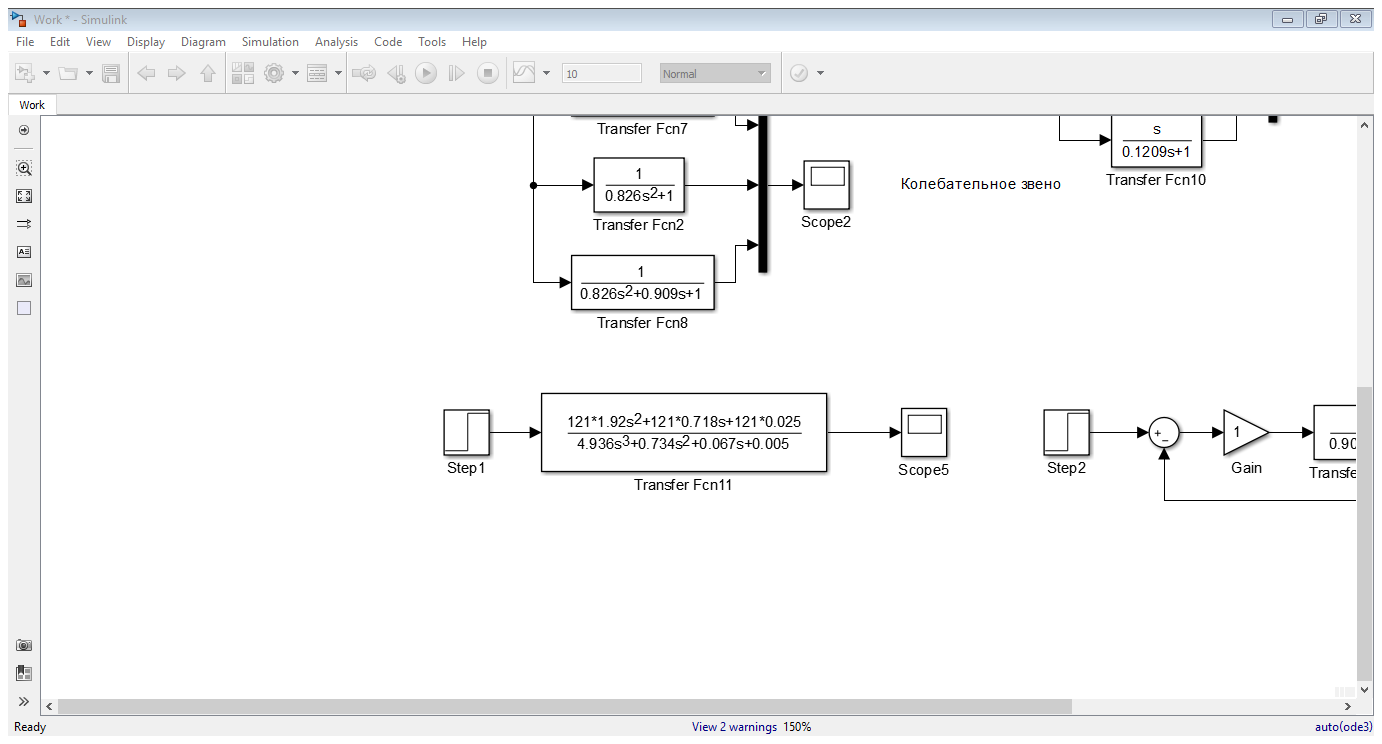 Work * - Simulink
File Edit View Display Diagram Simulation Analysis Code Tools Help
10 Normal
Work
Transfer Fcn7
1
0.826s2+1
Transfer Fcn2
Scope2
Колебательное звено
s
0.1209s+1
Transfer Fcn10
1
0.826s2+0.909s+1
Transfer Fcn8
Step1
121*1.92s2+121*0.718s+121*0.025
4.936s3+0.734s2+0.067s+0.005
Transfer Fcn11
Scope5
Step2
+
-
1
Gain
0.90
Transfe
Ready View 2 warnings 150% auto(ode3)